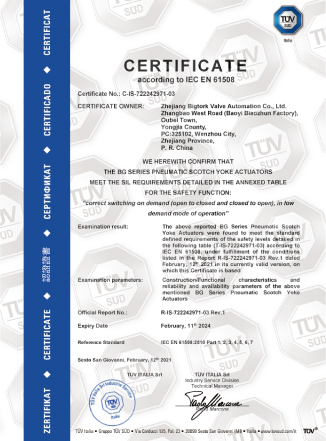 TÜV
SUD
Italia
CERTIFICATE
according to IEC EN 61508
Certificate No.: C-IS-722242971-03
CERTIFICATE OWNER: Zhejiang Bigtork Valve Automation Co., Ltd.
Zhangbao West Road (Baoyi Biaozhun Factory),
Oubei Town,
Yongjia County,
PC:325102, Wenzhou City,
Zhejiang Province,
P. R. China
WE HEREWITH CONFIRM THAT
THE BG SERIES PNEUMATIC SCOTCH YOKE ACTUATORS
MEET THE SIL REQUIREMENTS DETAILED IN THE ANNEXED TABLE
FOR THE SAFETY FUNCTION:
"correct switching on demand (open to closed and closed to open), in low
demand mode of operation"
Examination result: The above reported BG Series Pneumatic Scotch
Yoke Actuators were found to meet the standard
defined requirements of the safety levels detailed in
the following table (T-IS-722242971-03) according to
IEC EN 61508, under fulfillment of the conditions
listed in the Report R-IS-722242971-03 Rev.1 dated
February, 12th 2021 in its currently valid version, on
which this Certificate is based
Examination parameters: Construction/Functional characteristics and
reliability and availability parameters of the above
mentioned BG Series Pneumatic Scotch Yoke
Actuators
Official Report No.: R-IS-722242971-03 Rev.1
Expiry Date February, 11th 2024
Reference Standard IEC EN 61508:2010 Part 1, 2, 3, 4, 5, 6, 7
Sesto San Giovanni, February, 12th 2021
TÜV ITALIA Srl TÜV ITALIA Srl
Industry Service Division
Technical Manager
Paolo Marcone
TÜV Italia • Gruppo TÜV SÜD • Via Carducci 125, Pal. 23 • 20099 Sesto San Giovanni (MI) • Italia • www.tuvsud.com/it TÜV®
ZERTIFIKAT ◆ CERTIFICATE ◆ 認證證書 ◆ СЕРТИФИКАТ ◆ CERTIFICADO ◆ CERTIFICAT